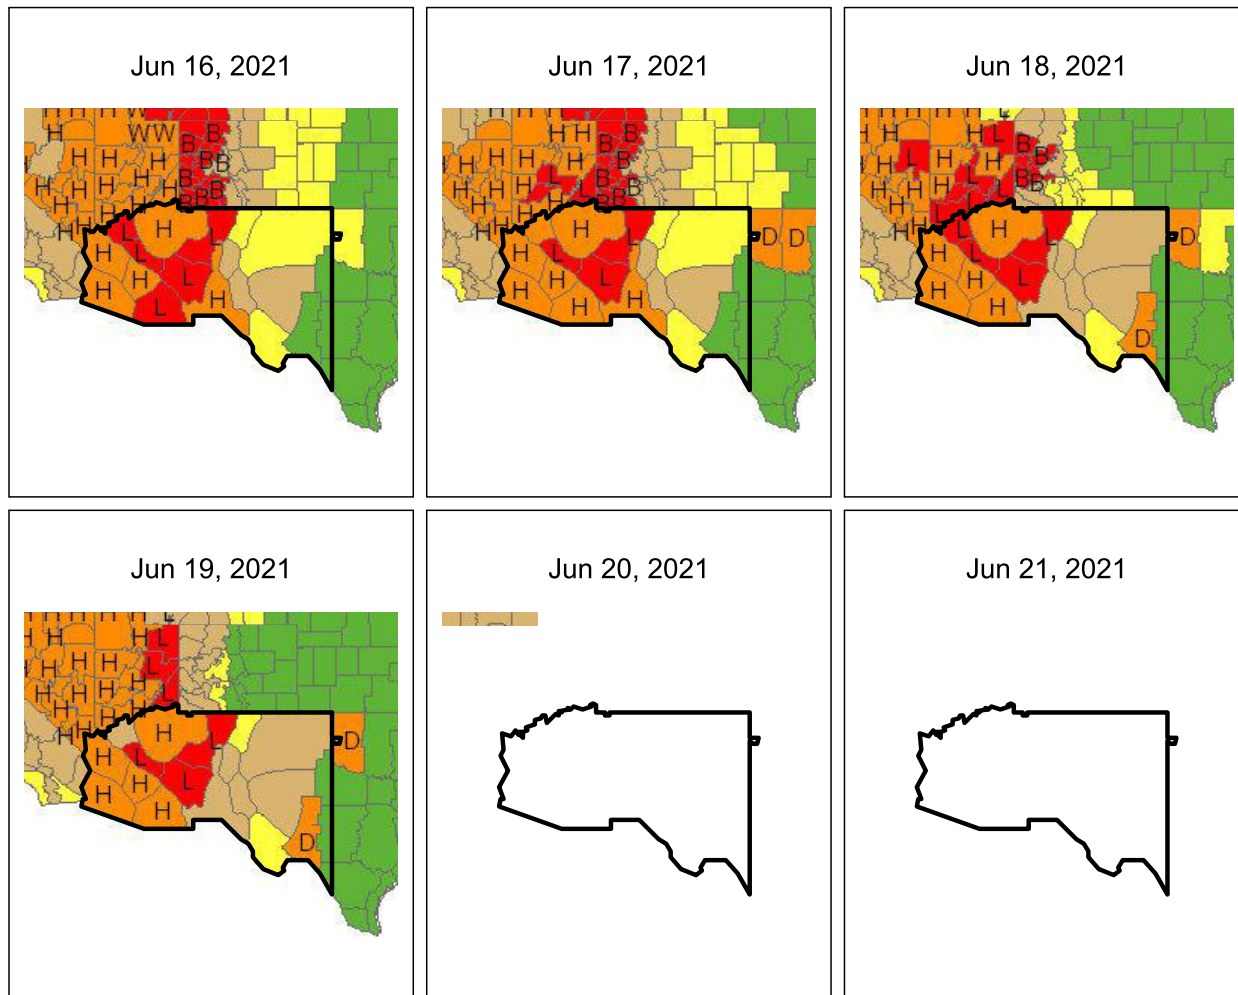 Jun 16, 2021
Jun 17, 2021
Jun 18, 2021
H W W B
H H H B B B
H H H H B
H H H H B B B
H H H H
H L H L
H L
H H L
H L
H H B
H H H B B
H H H L B B
H H H H L B
H H H
H L H L D D
H L
H H L
H H
H L B
L H H B B
H H L B
H H H L L
H H H
H L H L D
H L
H H L
H H
D
Jun 19, 2021
Jun 20, 2021
Jun 21, 2021
H H H H L
H H H L
H H H L
H H H H L
H H H
H H L D
H L
H H L
H H
D